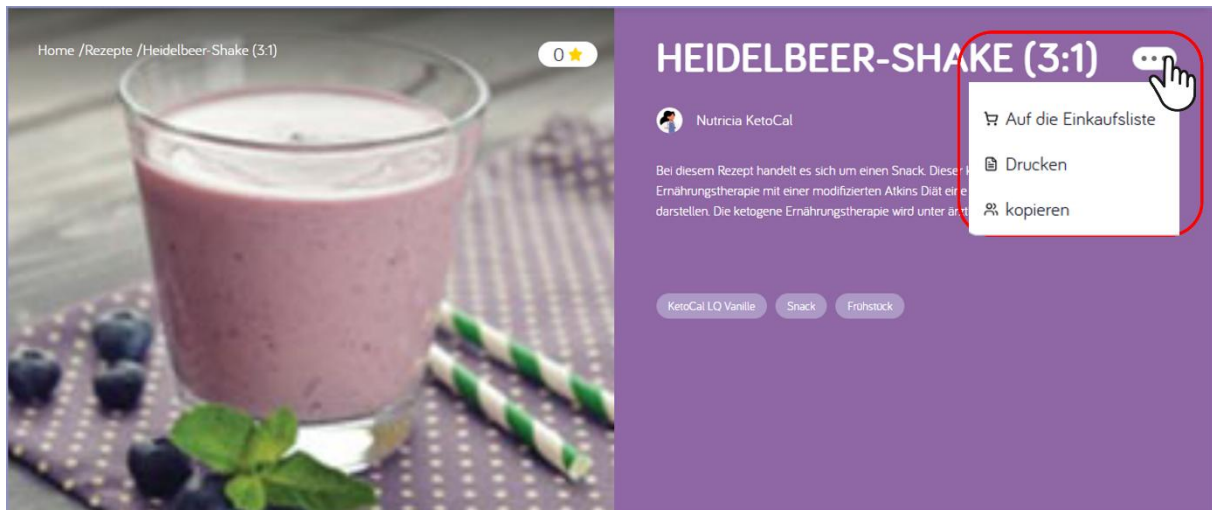 Home /Rezepte /Heidelbeer-Shake (3:1)
0
HEIDELBEER-SHAKE (3:1)
Nutricia KetoCal
Auf die Einkaufsliste
Drucken
kopieren
Bei diesem Rezept handelt es sich um einen Snack. Dieser
Ernährungstherapie mit einer modifizierten Atkins Diät
darstellen. Die ketogene Ernährungstherapie wird unter
KetoCal LQ Vanille
Snack
Frühstück